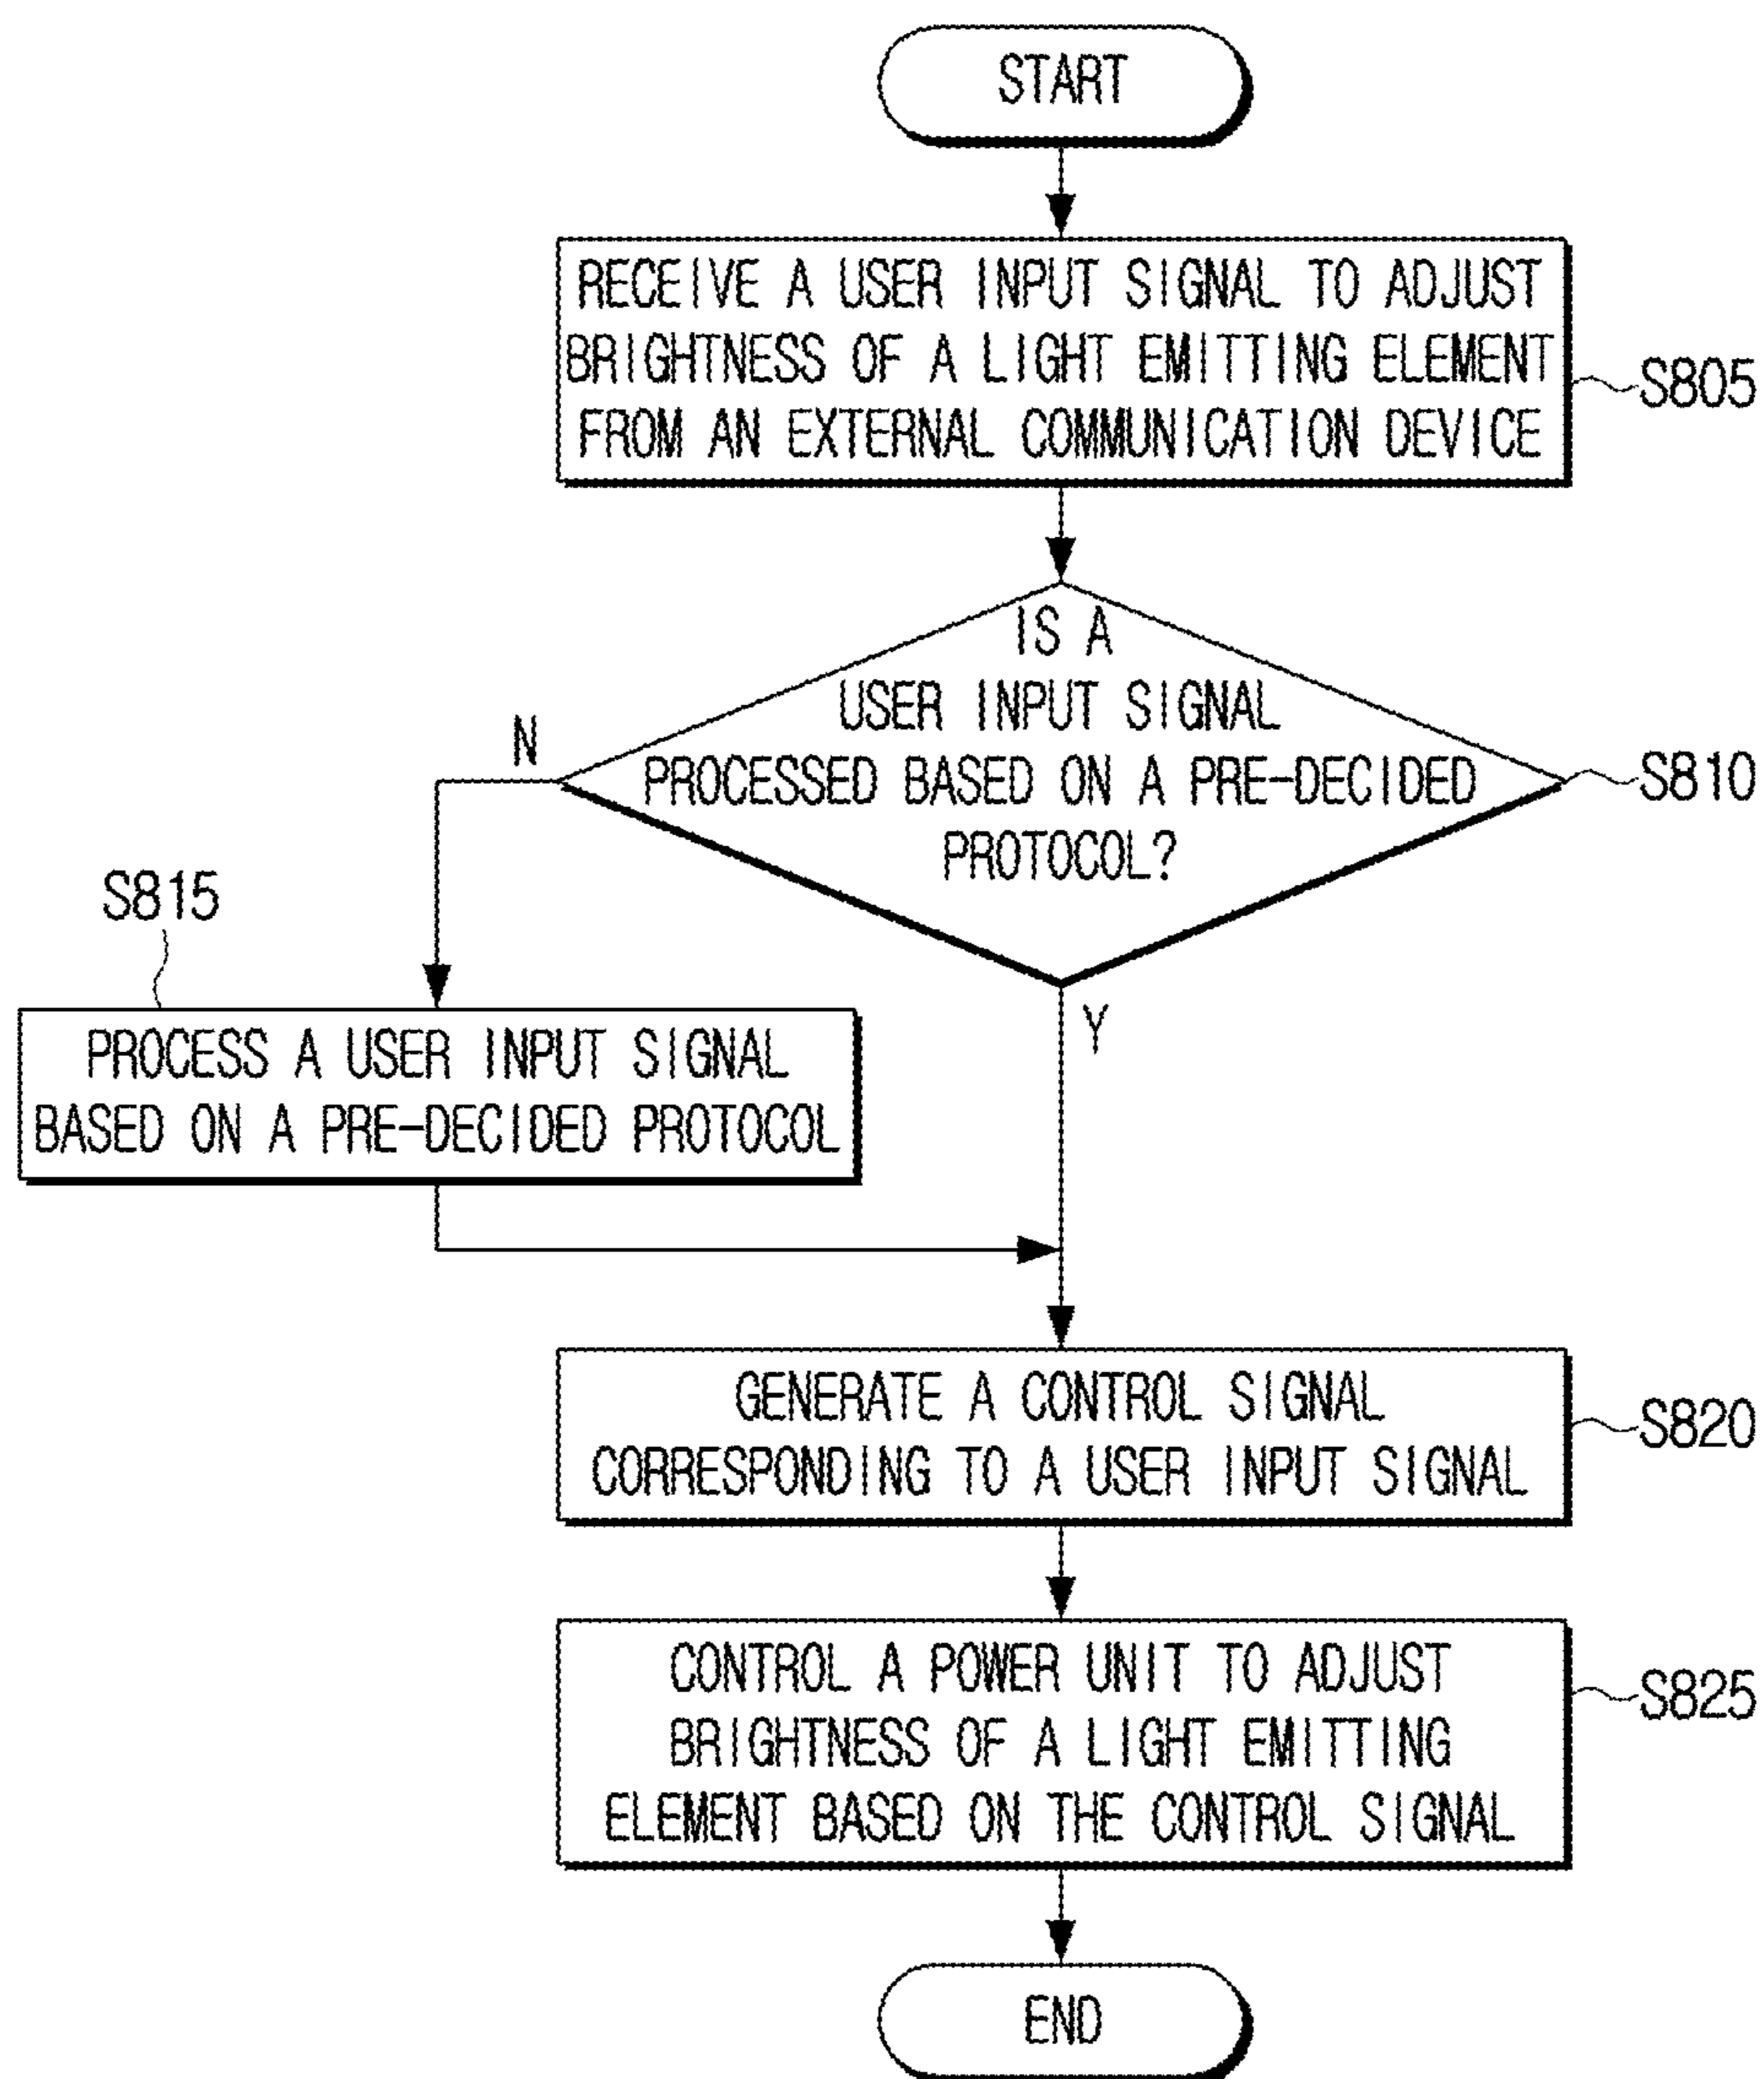 START
RECEIVE A USER INPUT SIGNAL TO ADJUST
BRIGHTNESS OF A LIGHT EMITTING ELEMENT
FROM AN EXTERNAL COMMUNICATION DEVICE
S805
IS A
USER INPUT SIGNAL
PROCESSED BASED ON A PRE-DECIDED
PROTOCOL?
S810
N
Y
S815
PROCESS A USER INPUT SIGNAL
BASED ON A PRE-DECIDED PROTOCOL
GENERATE A CONTROL SIGNAL
CORRESPONDING TO A USER INPUT SIGNAL
S820
CONTROL A POWER UNIT TO ADJUST
BRIGHTNESS OF A LIGHT EMITTING
ELEMENT BASED ON THE CONTROL SIGNAL
S825
END